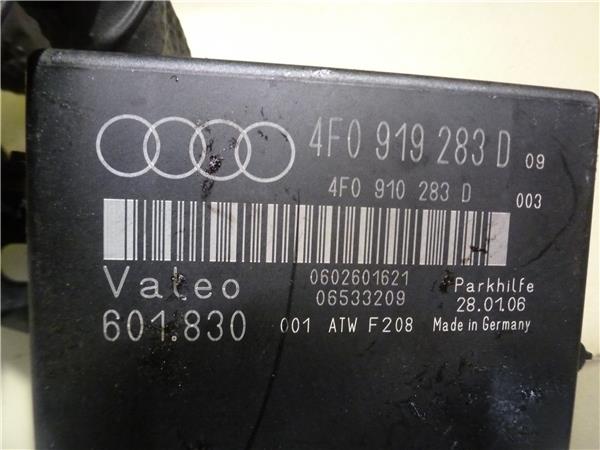 4F0 919 283 D 09
4F0 910 283 D 003
Valeo 0602601621 Parkhilfe
06533209 28.01.06
601.830 001 ATW F208 Made in Germany